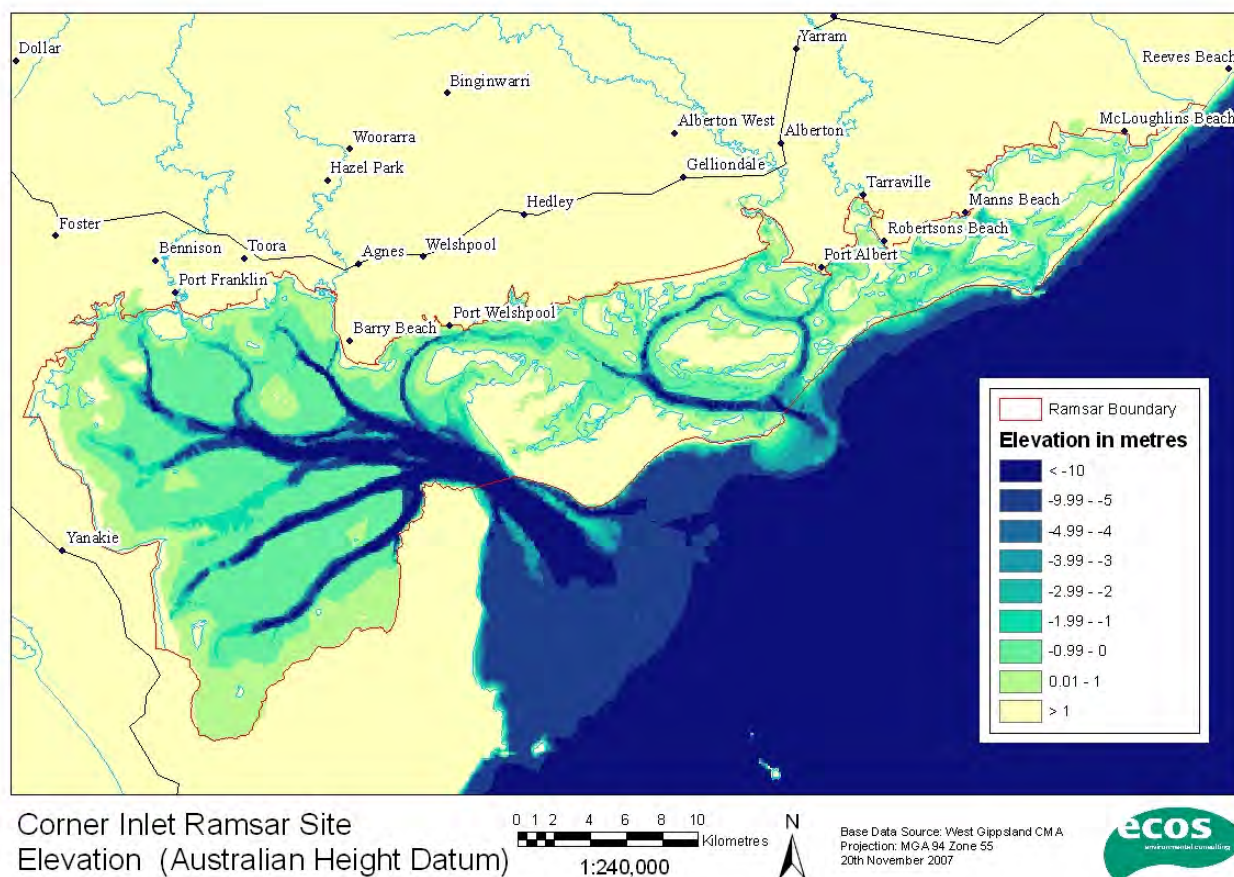 Dollar
Yarram
Reeves Beach
Binginwarri
McLoughlins Beach
Alberton West
Alberton
Woorarra
Hazel Park
Gelliondale
Tarraville
Hedley
Manns Beach
Foster
Robertsons Beach
Bennison
Toora
Agnes
Welshpool
Port Albert
Port Franklin
Port Welshpool
Barry Beach
Yanakie
Ramsar Boundary
Elevation in metres
< -10
-9.99 - -5
-4.99 - -4
-3.99 - -3
-2.99 - -2
-1.99 - -1
-0.99 - 0
0.01 - 1
> 1
Corner Inlet Ramsar Site
Elevation (Australian Height Datum)
0 1 2 4 6 8 10
Kilometres
1:240,000
N
Base Data Source: West Gippsland CMA
Projection: MGA 94 Zone 55
20th November 2007
ecos
environmental consulting